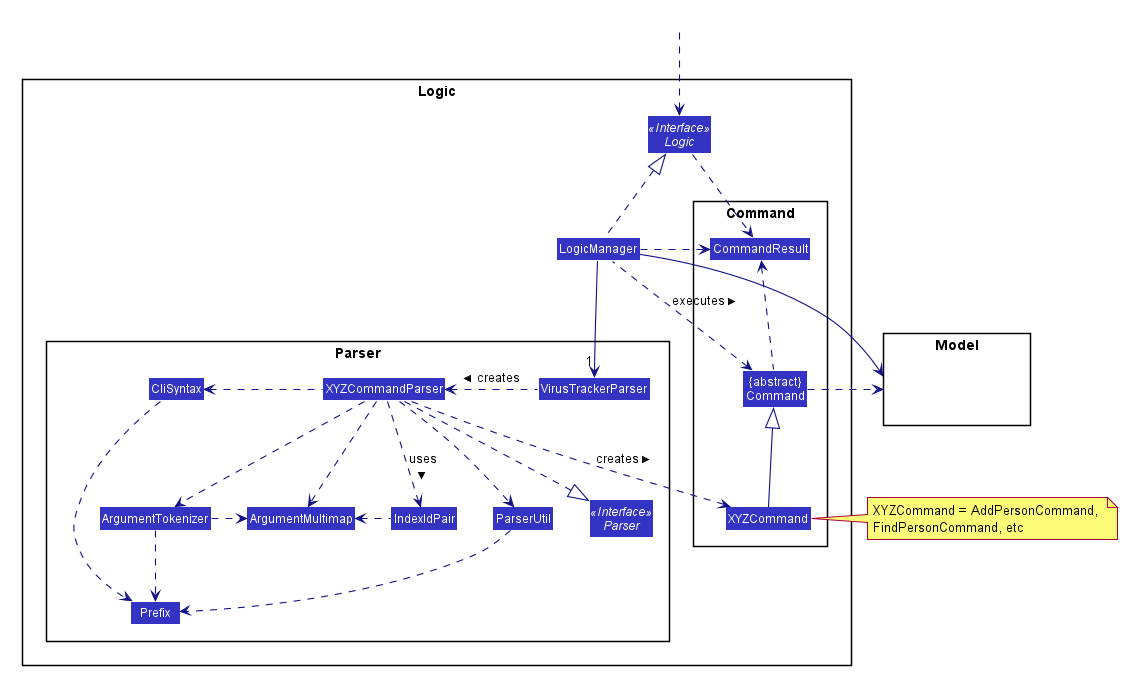 Logic
«Interface»
Logic
Command
LogicManager
CommandResult
executes ►
Model
Parser
1
{abstract}
Command
◄ creates
CliSyntax
XYZCommandParser
VirusTrackerParser
uses
▼
creates ►
ArgumentTokenizer
ArgumentMultimap
IndexIdPair
ParserUtil
«Interface»
Parser
XYZCommand
XYZCommand = AddPersonCommand,
FindPersonCommand, etc
Prefix